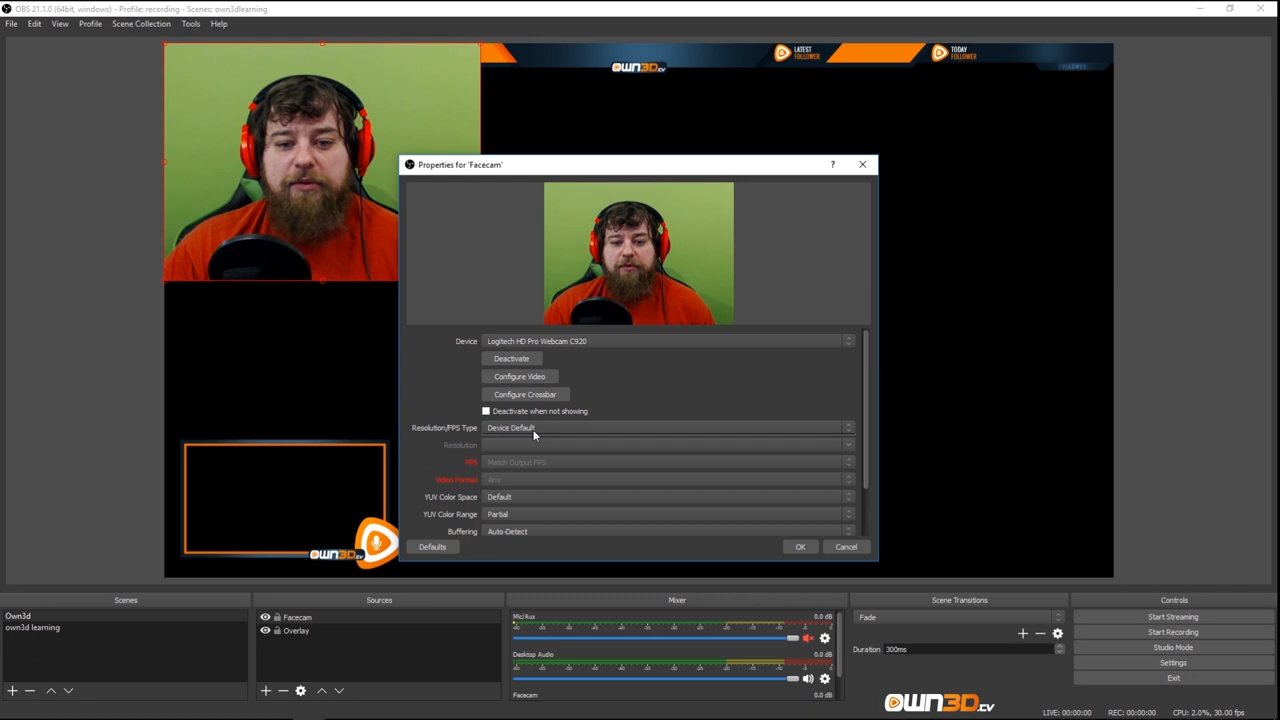 OBS 21.1.0 (64bit, windows) - Profile: recording - Scenes: own3dlearning
File Edit View Profile Scene Collection Tools Help
LATEST
FOLLOWER
TODAY
FOLLOWER
OWN3D.TV
FOLLOWER
Properties for 'Facecam'
?
Device Logitech HD Pro Webcam C920
Deactivate
Configure Video
Configure Crossbar
Deactivate when not showing
Resolution/FPS Type Device Default
Resolution
FPS Match Output FPS
Video Format Any
YUV Color Space Default
YUV Color Range Partial
Buffering Auto-Detect
Defaults OK Cancel
OWN3D.TV
Scenes Sources Mixer Scene Transitions Controls
Own3d
own3d learning
Facecam
Overlay
Mic/Aux 0.0 dB
Desktop Audio 0.0 dB
Facecam 0.0 dB
Fade
Duration 300ms
Start Streaming
Start Recording
Studio Mode
Settings
Exit
OWN3D.TV
LIVE: 00:00:00 REC: 00:00:00 CPU: 2.0%, 30.00 fps